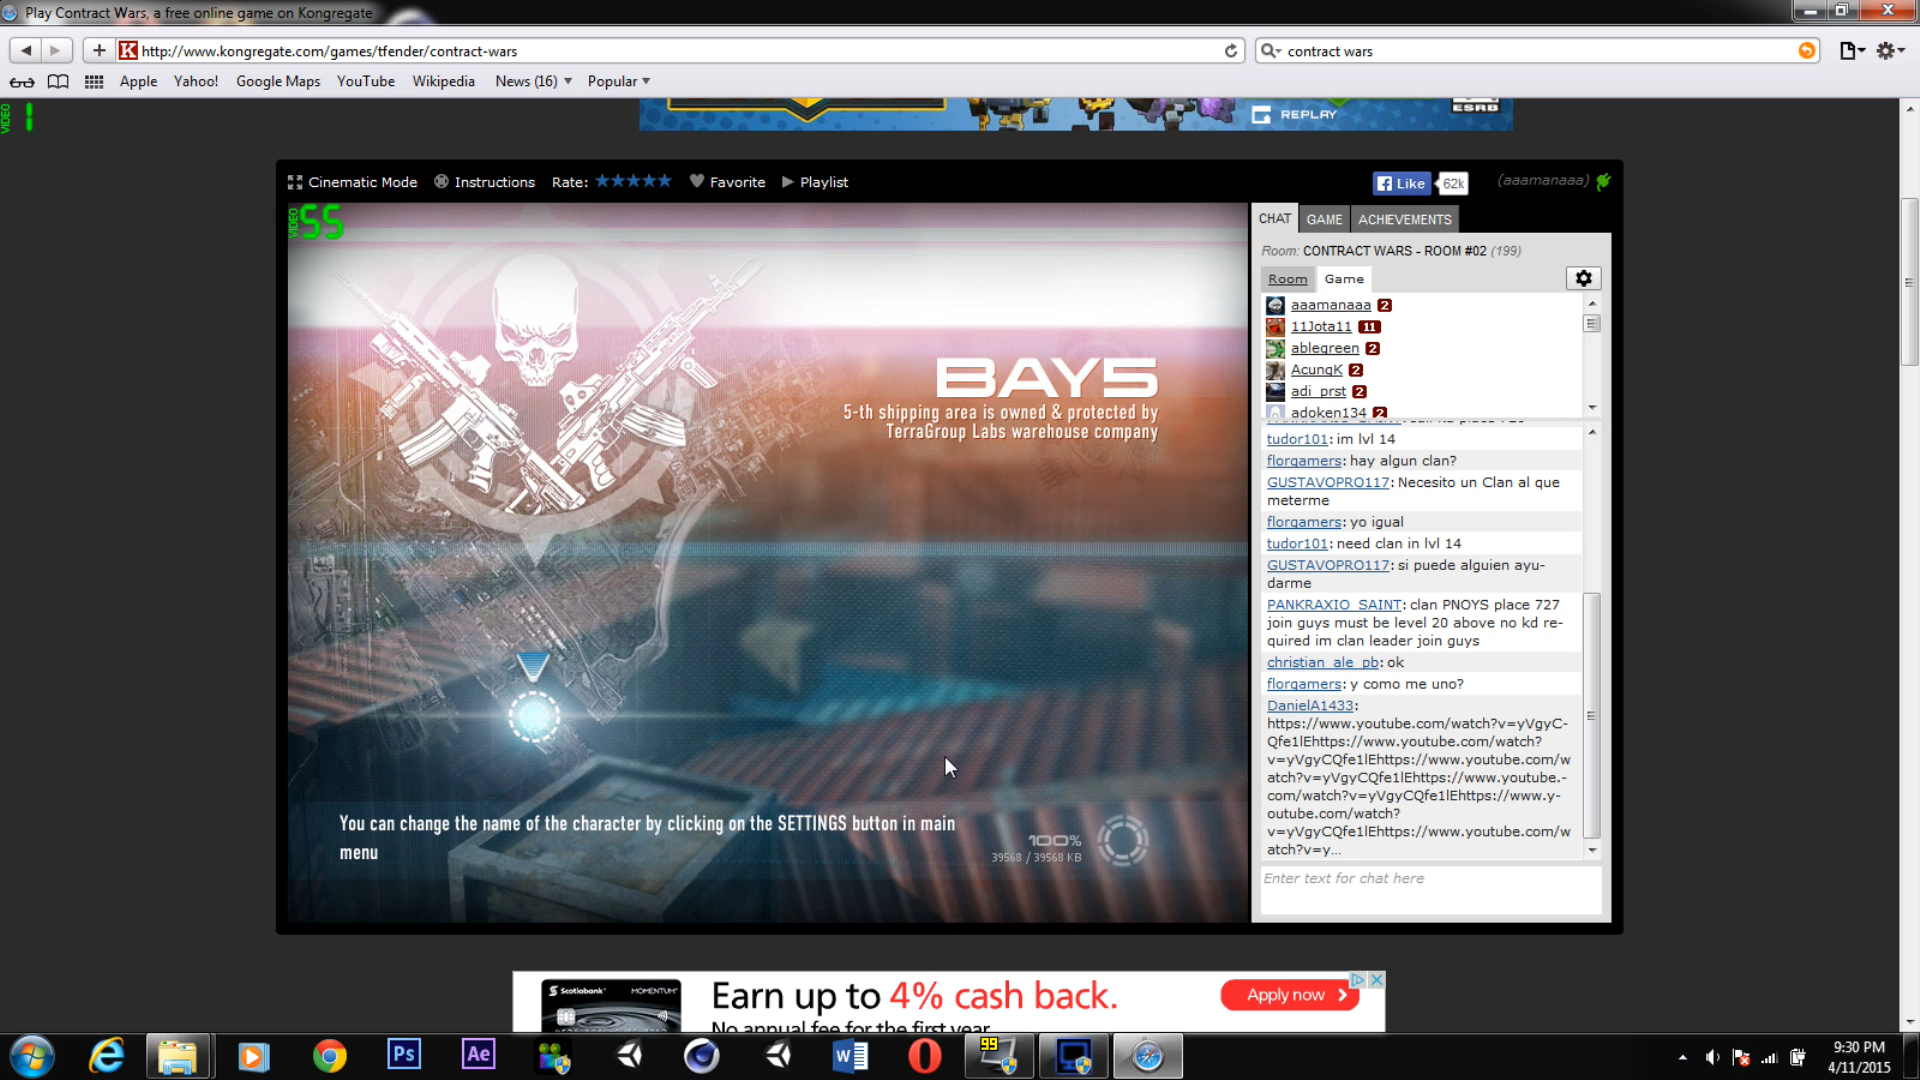 Play Contract Wars, a free online game on Kongregate
http://www.kongregate.com/games/tfender/contract-wars
contract wars
Apple Yahoo! Google Maps YouTube Wikipedia News (16) Popular
VIDEO 1
REPLAY
ESRB
Cinematic Mode Instructions Rate: Favorite Playlist
Like 62k (aaamanaaa)
VIDEO 55
CHAT GAME ACHIEVEMENTS
Room: CONTRACT WARS - ROOM #02 (199)
Room Game
aaamanaaa 2
11Jota11 11
ablegreen 2
AcungK 2
adi_prst 2
adoken134 2
BAY5
5-th shipping area is owned & protected by
TerraGroup Labs warehouse company
tudor101: im lvl 14
florgamers: hay algun clan?
GUSTAVOPRO117: Necesito un Clan al que
meterme
florgamers: yo igual
tudor101: need clan in lvl 14
GUSTAVOPRO117: si puede alguien ayu-
darme
PANKRAXIO_SAINT: clan PNOYS place 727
join guys must be level 20 above no kd re-
quired im clan leader join guys
christian_ale_pb: ok
florgamers: y como me uno?
DanielA1433:
https://www.youtube.com/watch?v=yVgyC-
Qfe1lEhttps://www.youtube.com/watch?
v=yVgyCQfe1lEhttps://www.youtube.com/w
atch?v=yVgyCQfe1lEhttps://www.youtube.-
com/watch?v=yVgyCQfe1lEhttps://www.y-
outube.com/watch?
v=yVgyCQfe1lEhttps://www.youtube.com/w
atch?v=y...
Enter text for chat here
You can change the name of the character by clicking on the SETTINGS button in main
menu
100%
39568 / 39568 KB
Scotiabank MOMENTUM
Earn up to 4% cash back.
Apply now
No annual fee for the first year
Ps
Ae
99
9:30 PM
4/11/2015